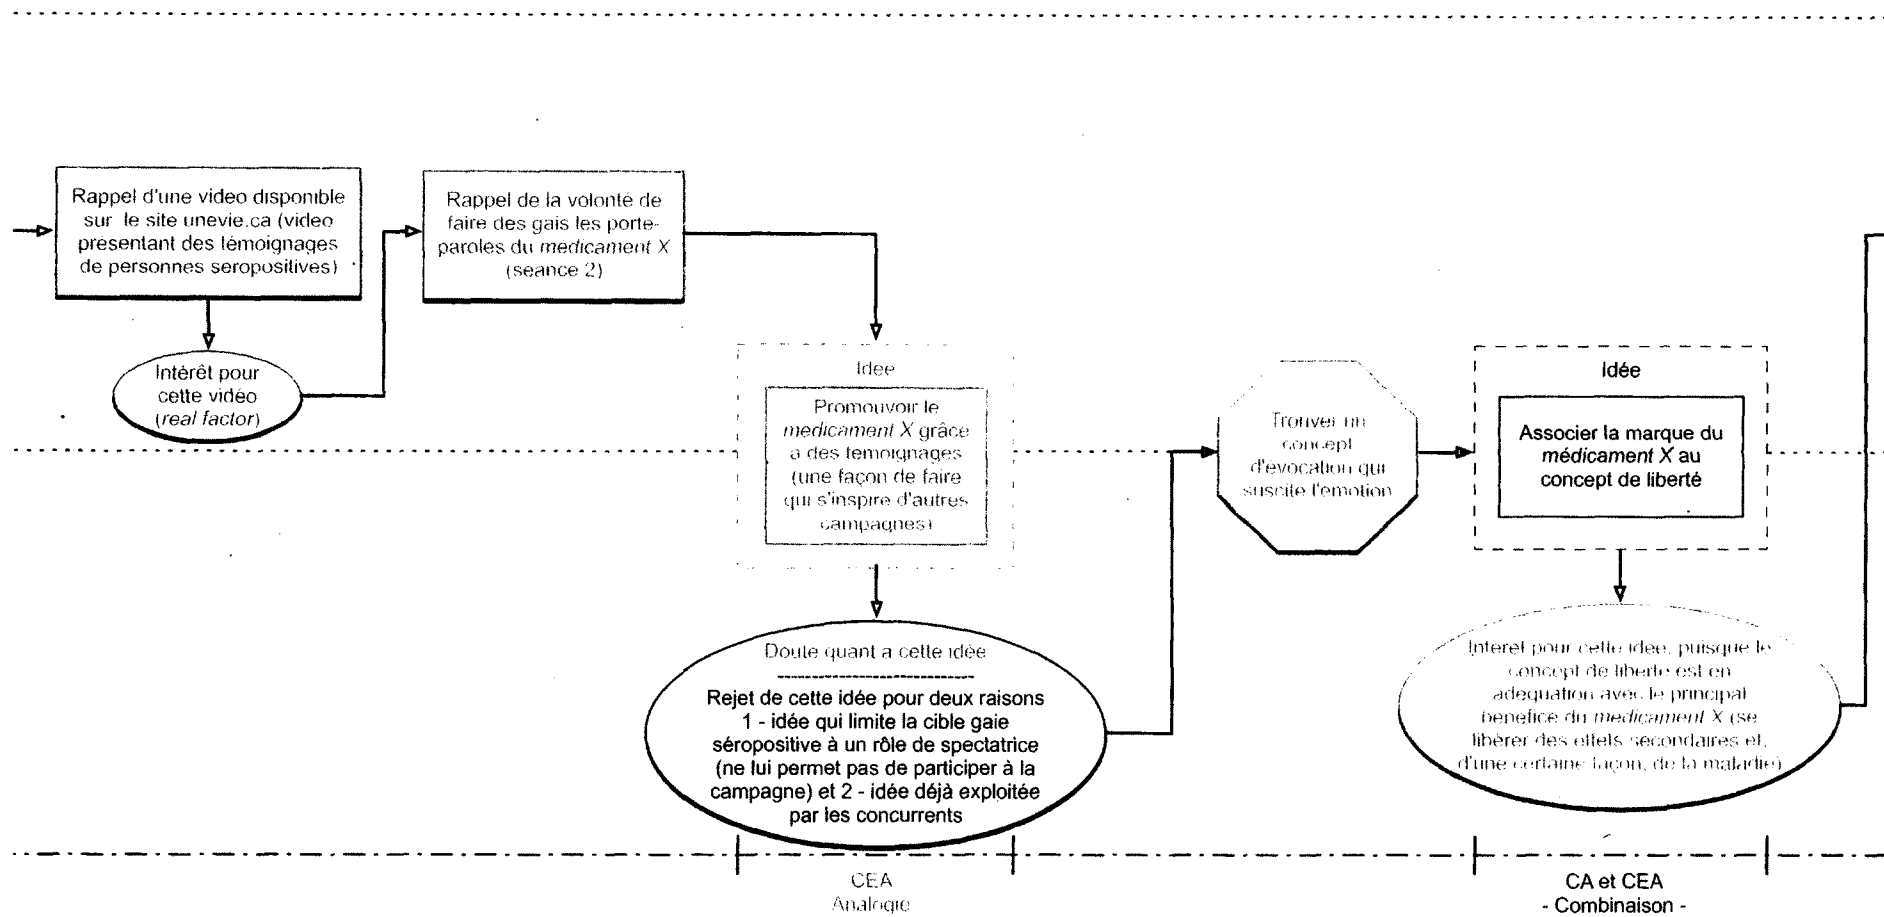 Rappel d'une video disponible
sur le site unevie.ca (video
présentant des témoignages
de personnes seropositives)
Intérêt pour
cette vidéo
(real factor)
Rappel de la volonté de
faire des gais les porte-
paroles du medicament X
(seance 2)
Idee
Promouvoir le
medicament X grâce
a des temoignages
(une façon de faire
qui s'inspire d'autres
campagnes)
Doute quant a cette idée
Rejet de cette idée pour deux raisons
1 - idée qui limite la cible gaie
séropositive à un rôle de spectatrice
(ne lui permet pas de participer à la
campagne) et 2 - idée déjà exploitée
par les concurrents
CEA
Analogie
Trouver un
concept
d'évocation qui
suscite l'emotion
Idée
Associer la marque du
médicament X au
concept de liberté
Interet pour cette idee, puisque le
concept de liberte est en
adequation avec le principal
benefice du medicament X (se
libérer des effets secondaires et,
d'une certaine façon, de la maladie)
CA et CEA
- Combinaison -